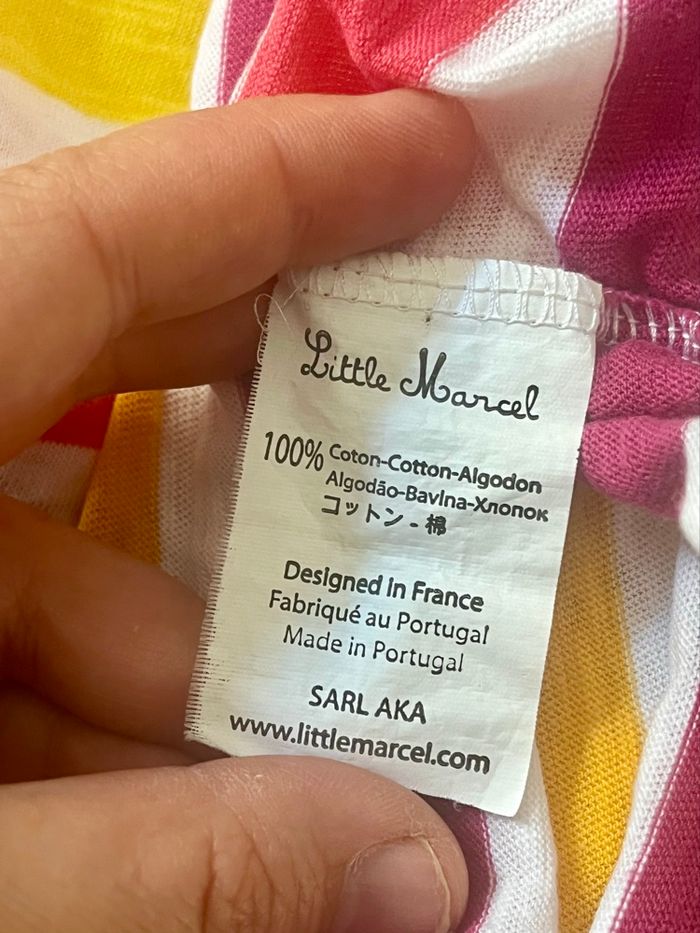 Little Marcel
100% Coton-Cotton-Algodon
Algodão-Bavlna-Хлопок
コットン - 棉
Designed in France
Fabriqué au Portugal
Made in Portugal
SARL AKA
www.littlemarcel.com